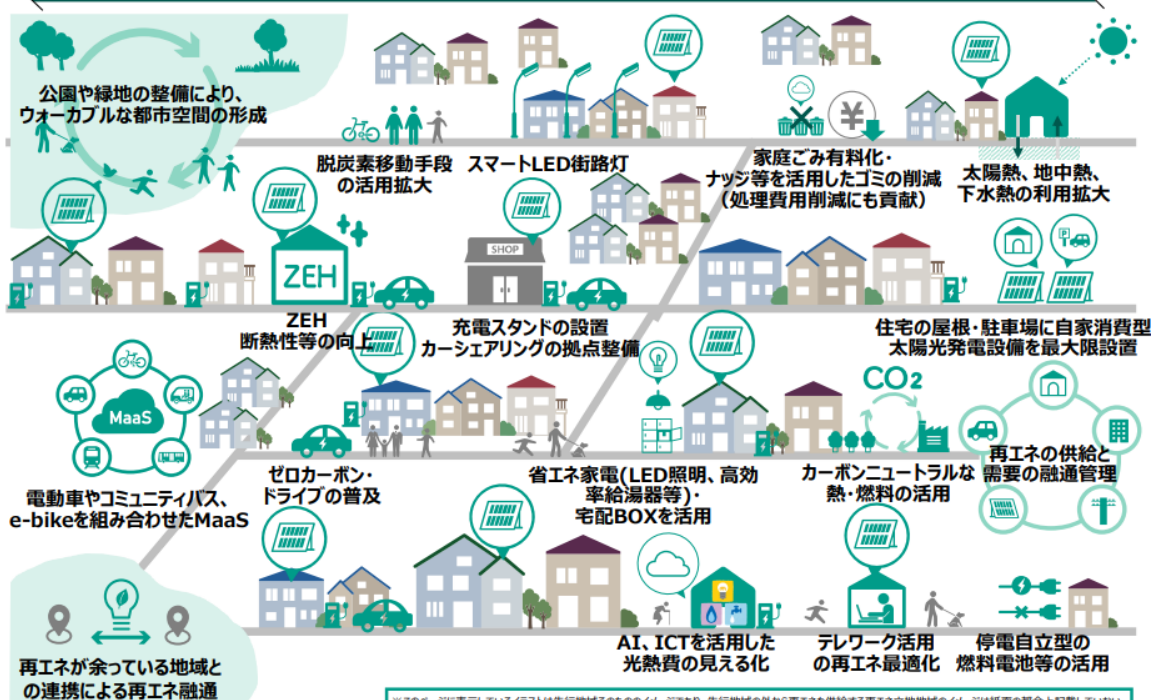 公園や緑地の整備により、
ウォーカブルな都市空間の形成
脱炭素移動手段
の活用拡大
スマートLED街路灯
¥
家庭ごみ有料化・
ナッジ等を活用したゴミの削減
（処理費用削減にも貢献）
太陽熱、地中熱、
下水熱の利用拡大
ZEH
ZEH
断熱性等の向上
SHOP
充電スタンドの設置
カーシェアリングの拠点整備
P
住宅の屋根・駐車場に自家消費型
太陽光発電設備を最大限設置
MaaS
電動車やコミュニティバス、
e-bikeを組み合わせたMaaS
ゼロカーボン・
ドライブの普及
省エネ家電(LED照明、高効
率給湯器等)・
宅配BOXを活用
CO2
カーボンニュートラルな
熱・燃料の活用
再エネの供給と
需要の融通管理
再エネが余っている地域と
の連携による再エネ融通
AI、ICTを活用した
光熱費の見える化
テレワーク活用
の再エネ最適化
停電自立型の
燃料電池等の活用